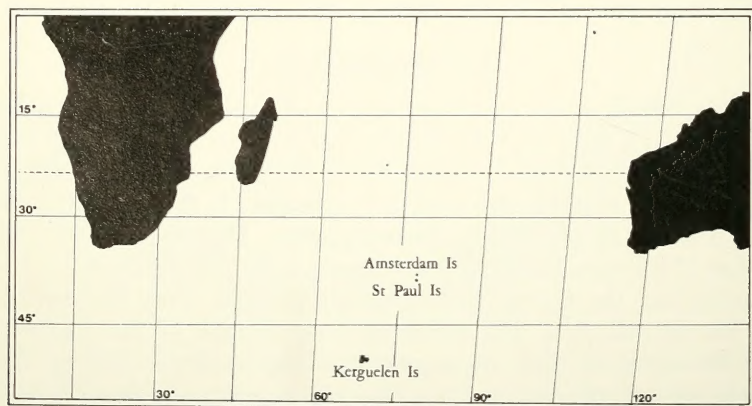 15°
30°
Amsterdam Is
St Paul Is
45°
Kerguelen Is
30° 60° 90° 120°